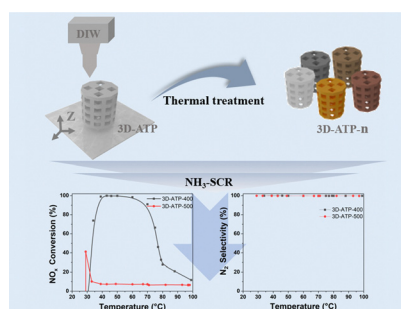 DIW
Z
3D-ATP
Thermal treatment
3D-ATP-n
NH₃-SCR
NOₓ Conversion (%)
100
80
60
40
20
0
3D-ATP-400
3D-ATP-500
20 30 40 50 60 70 80 90 100
Temperature (°C)
N₂ Selectivity (%)
100
80
60
40
20
0
3D-ATP-400
3D-ATP-500
20 30 40 50 60 70 80 90 100
Temperature (°C)